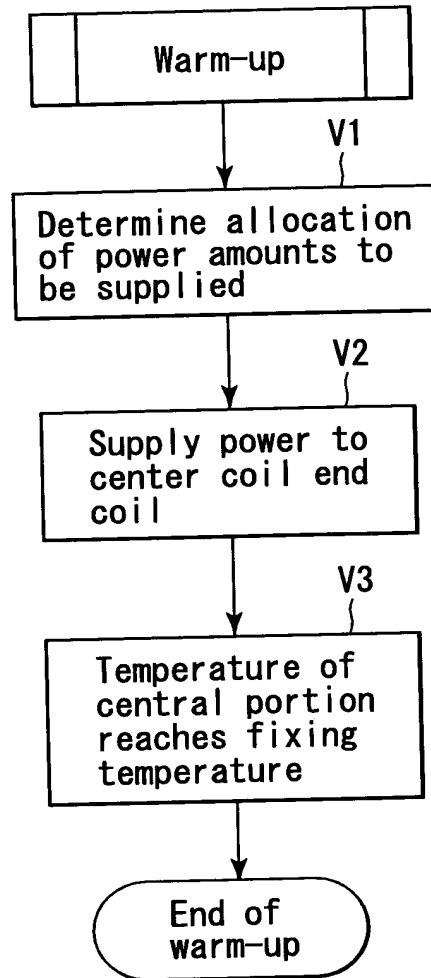 Warm-up
V1
Determine allocation
of power amounts to
be supplied
V2
Supply power to
center coil end
coil
V3
Temperature of
central portion
reaches fixing
temperature
End of
warm-up